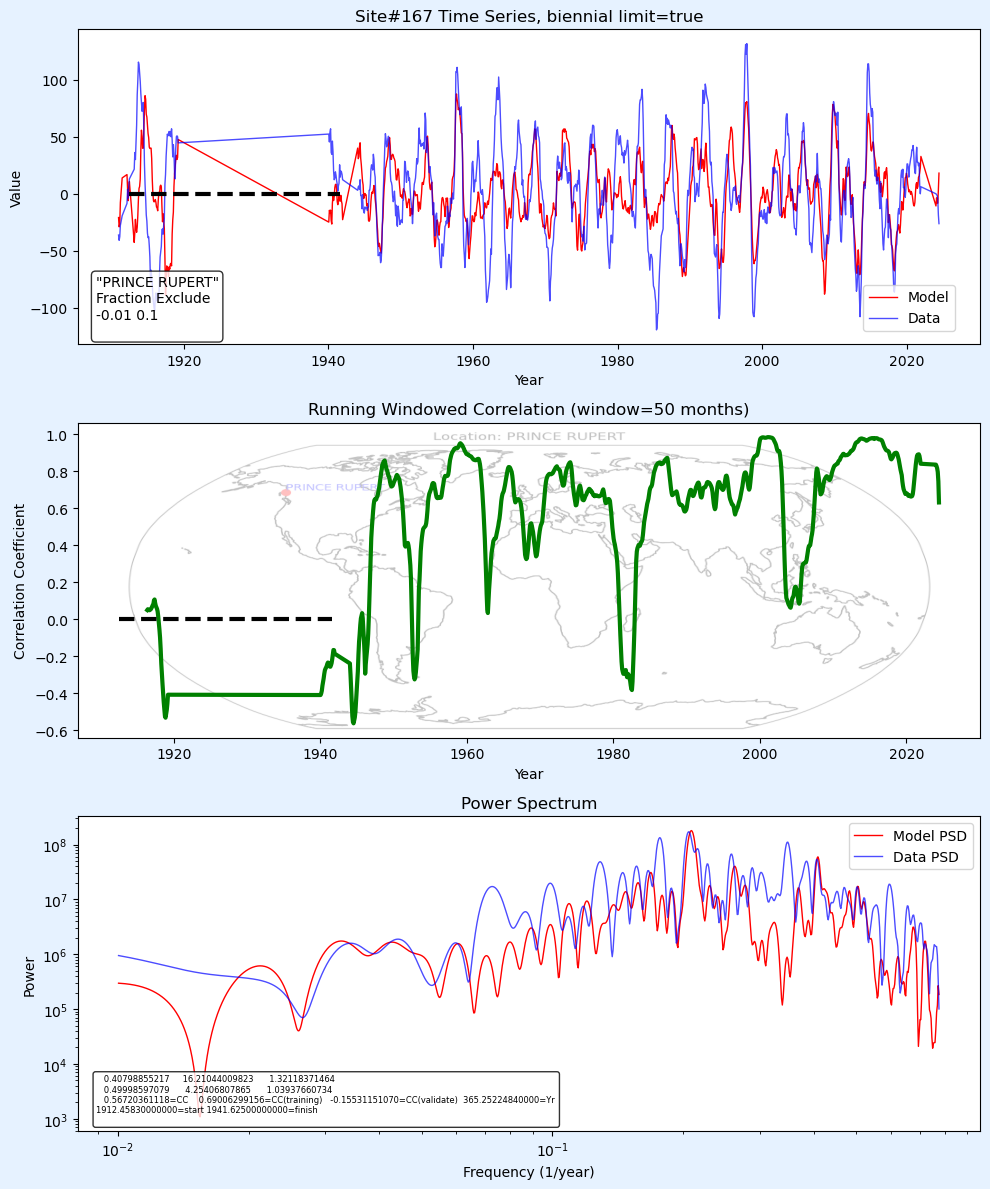 Site#167 Time Series, biennial limit=true
Value
100
50
0
−50
−100
"PRINCE RUPERT"
Fraction Exclude
-0.01 0.1
Model
Data
1920
1940
1960
1980
2000
2020
Year
Running Windowed Correlation (window=50 months)
Location: PRINCE RUPERT
PRINCE RUPERT
Correlation Coefficient
1.0
0.8
0.6
0.4
0.2
0.0
−0.2
−0.4
−0.6
1920
1940
1960
1980
2000
2020
Year
Power Spectrum
Model PSD
Data PSD
Power
10^8
10^7
10^6
10^5
10^4
10^3
0.40798855217 16.21044009823 1.32118371464
0.49998597079 4.25406807865 1.03937660734
0.56720361118=CC 0.69006299156=CC(training) -0.15531151070=CC(validate) 365.25224840000=Yr
1912.45830000000=start 1941.62500000000=finish
10^−2
10^−1
Frequency (1/year)